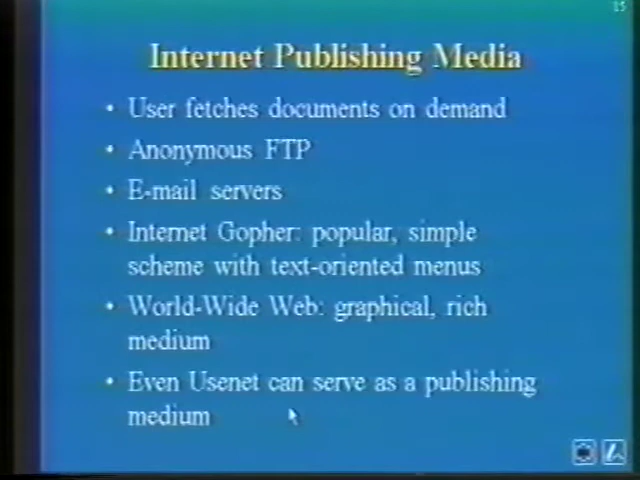 15
Internet Publishing Media
• User fetches documents on demand
• Anonymous FTP
• E-mail servers
• Internet Gopher: popular, simple
scheme with text-oriented menus
• World-Wide Web: graphical, rich
medium
• Even Usenet can serve as a publishing
medium